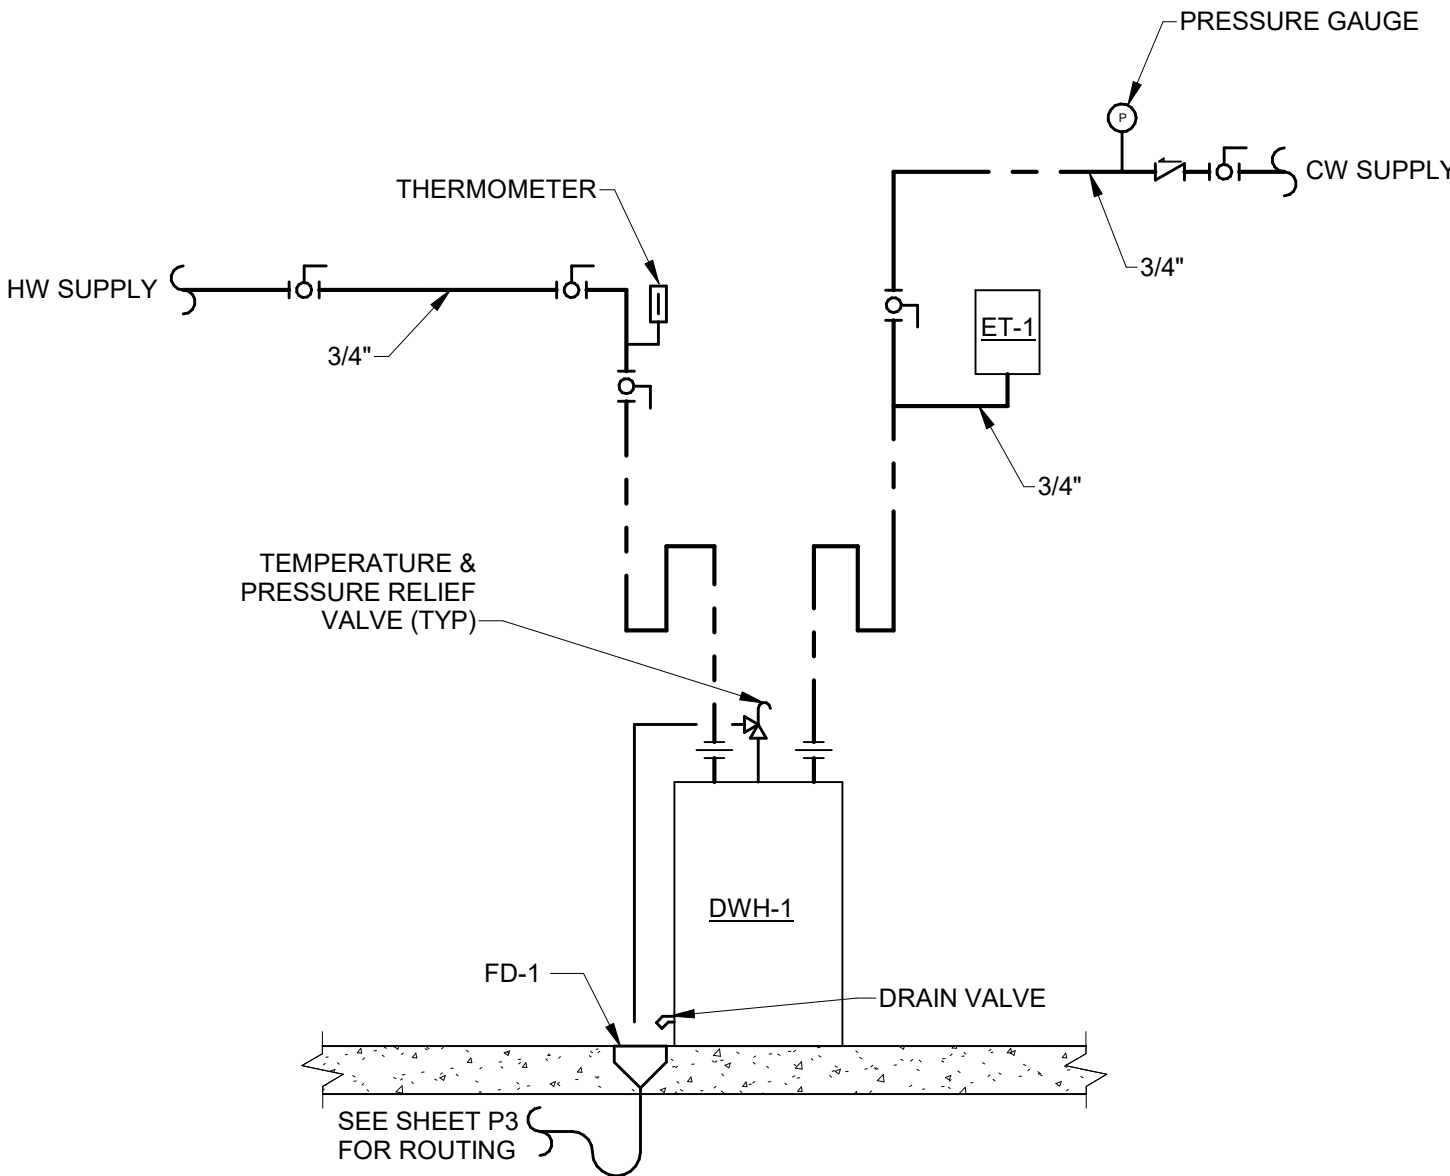 PRESSURE GAUGE
P
THERMOMETER
CW SUPPLY
3/4"
HW SUPPLY
ET-1
3/4"
3/4"
TEMPERATURE &
PRESSURE RELIEF
VALVE (TYP)
DWH-1
FD-1
DRAIN VALVE
SEE SHEET P3
FOR ROUTING